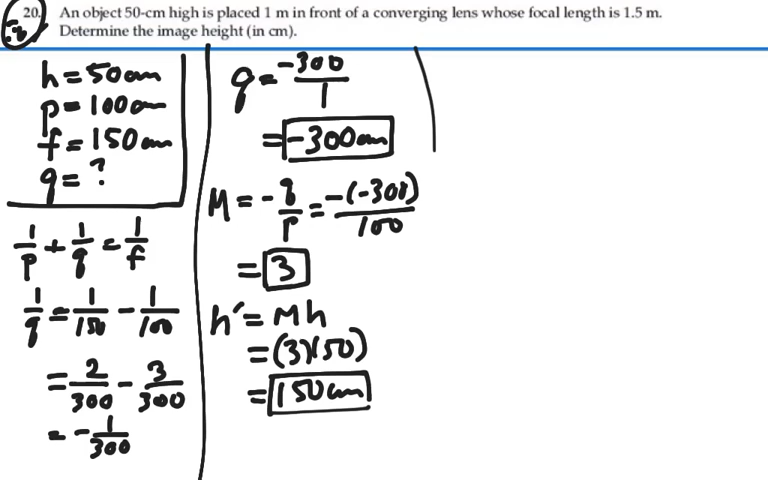 20. An object 50-cm high is placed 1 m in front of a converging lens whose focal length is 1.5 m.
Determine the image height (in cm).
h = 50cm
p = 100cm
f = 150cm
q = ?
1/p + 1/q = 1/f
1/q = 1/150 - 1/100
= 2/300 - 3/300
= - 1/300
q = -300/1
= -300cm
M = - q/p = -(-300)/100
= 3
h' = Mh
= (3)(50)
= 150cm